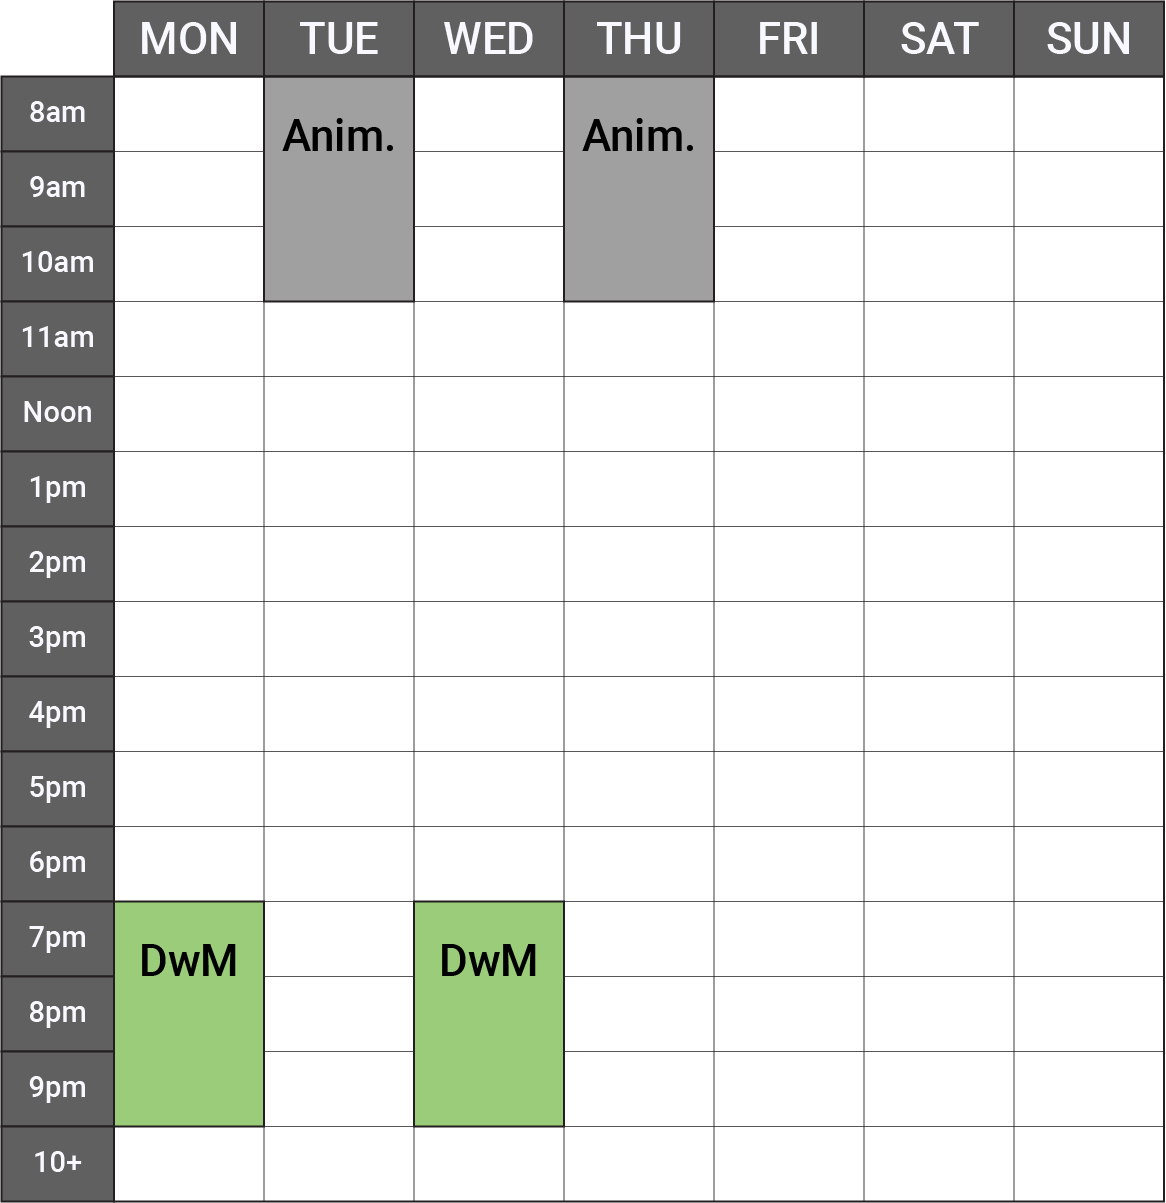 MON TUE WED THU FRI SAT SUN
8am
Anim. Anim.
9am
10am
11am
Noon
1pm
2pm
3pm
4pm
5pm
6pm
7pm
DwM DwM
8pm
9pm
10+